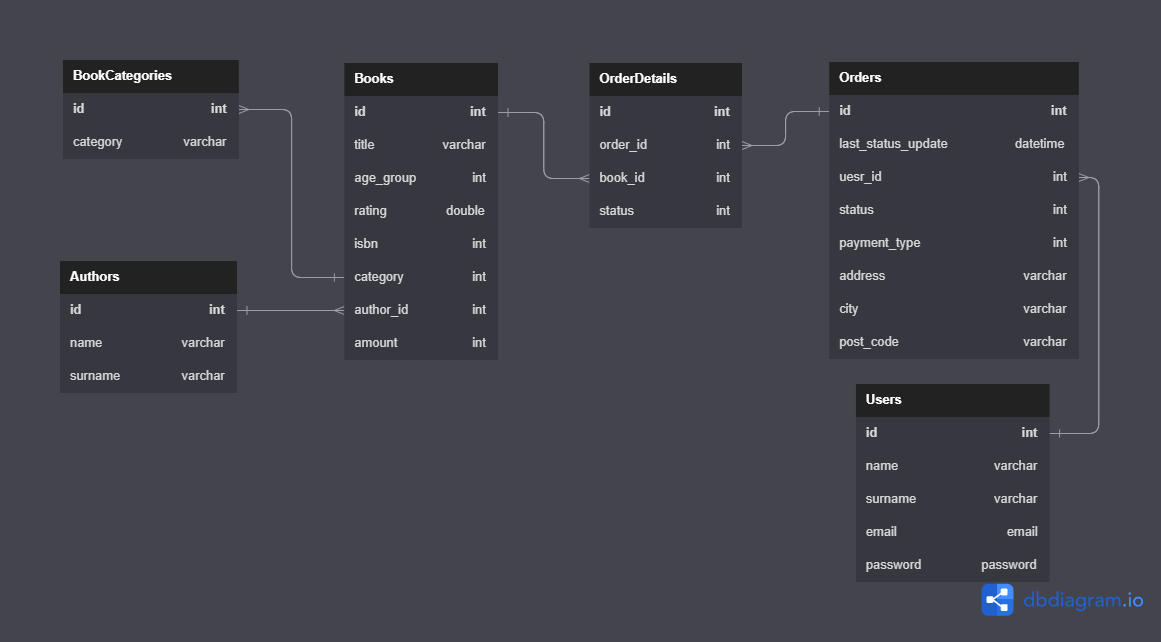 BookCategories
id int
category varchar
Authors
id int
name varchar
surname varchar
Books
id int
title varchar
age_group int
rating double
isbn int
category int
author_id int
amount int
OrderDetails
id int
order_id int
book_id int
status int
Orders
id int
last_status_update datetime
uesr_id int
status int
payment_type int
address varchar
city varchar
post_code varchar
Users
id int
name varchar
surname varchar
email email
password password
dbdiagram.io